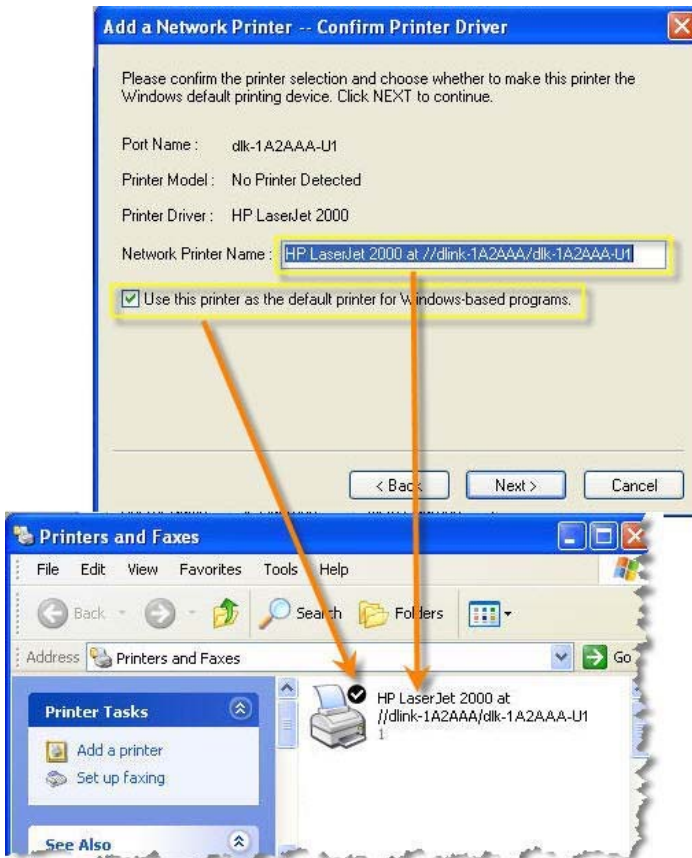 Add a Network Printer -- Confirm Printer Driver
Please confirm the printer selection and choose whether to make this printer the
Windows default printing device. Click NEXT to continue.
Port Name : dlk-1A2AAA-U1
Printer Model : No Printer Detected
Printer Driver : HP LaserJet 2000
Network Printer Name : HP LaserJet 2000 at //dlink-1A2AAA/dlk-1A2AAA-U1
Use this printer as the default printer for Windows-based programs.
< Back Next > Cancel
Printers and Faxes
File Edit View Favorites Tools Help
Back Search Folders
Address Printers and Faxes Go
Printer Tasks
Add a printer
Set up faxing
See Also
HP LaserJet 2000 at
//dlink-1A2AAA/dlk-1A2AAA-U1
1